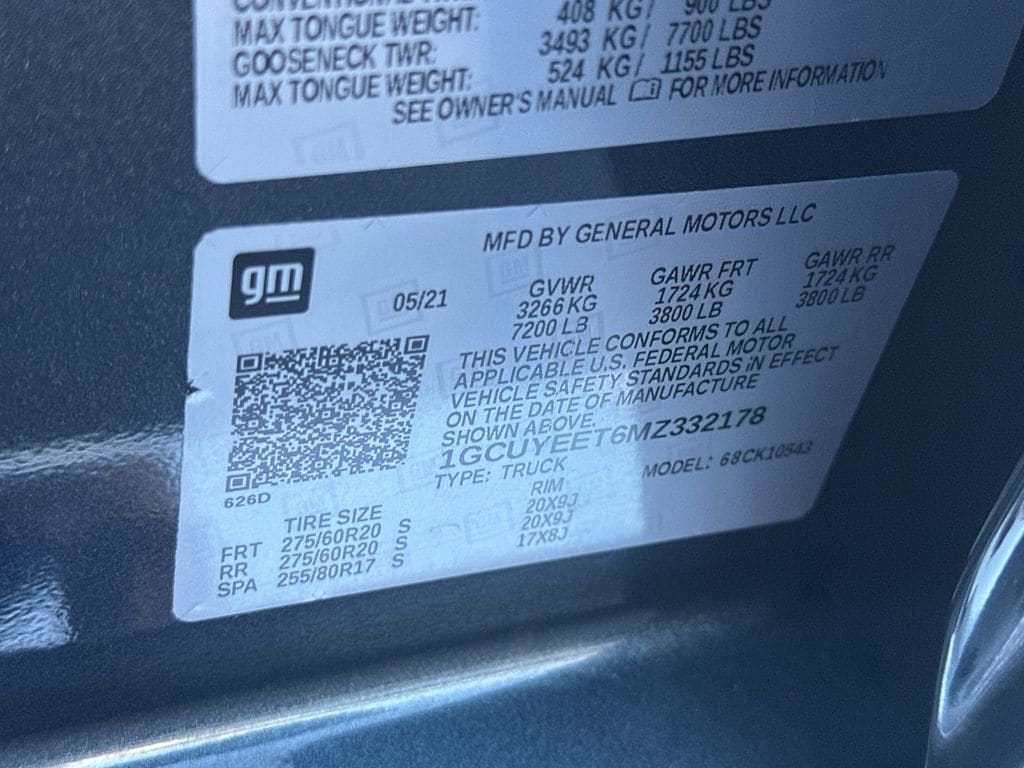 MAX TONGUE WEIGHT: 408 KG/ 900 LBS
GOOSENECK TWR: 3493 KG/ 7700 LBS
MAX TONGUE WEIGHT: 524 KG/ 1155 LBS
SEE OWNER'S MANUAL FOR MORE INFORMATION
gm
MFD BY GENERAL MOTORS LLC
05/21
GVWR GAWR FRT GAWR RR
3266 KG 1724 KG 1724 KG
7200 LB 3800 LB 3800 LB
THIS VEHICLE CONFORMS TO ALL
APPLICABLE U.S. FEDERAL MOTOR
VEHICLE SAFETY STANDARDS IN EFFECT
ON THE DATE OF MANUFACTURE
SHOWN ABOVE.
1GCUYEET6MZ332178
TYPE: TRUCK MODEL: 68CK10543
626D
TIRE SIZE RIM
FRT 275/60R20 S 20X9J
RR 275/60R20 S 20X9J
SPA 255/80R17 S 17X8J